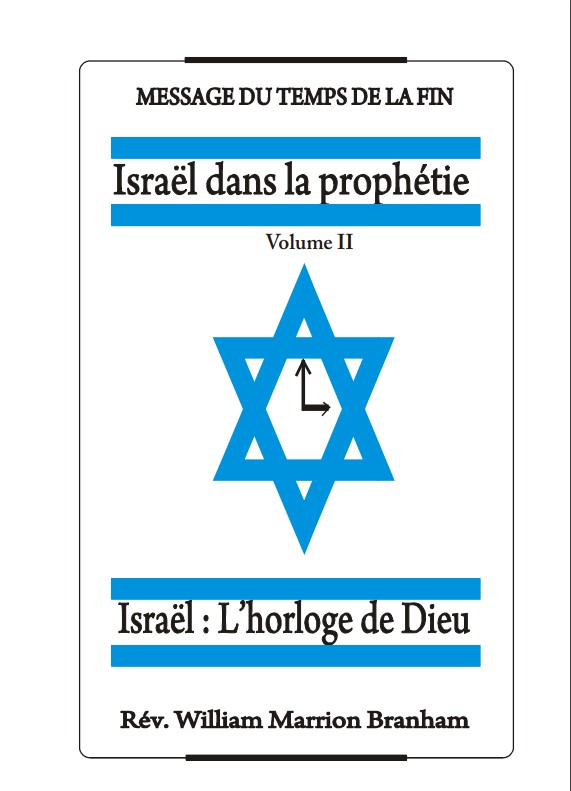 MESSAGE DU TEMPS DE LA FIN
Israël dans la prophétie
Volume II
Israël : L'horloge de Dieu
Rév. William Marrion Branham